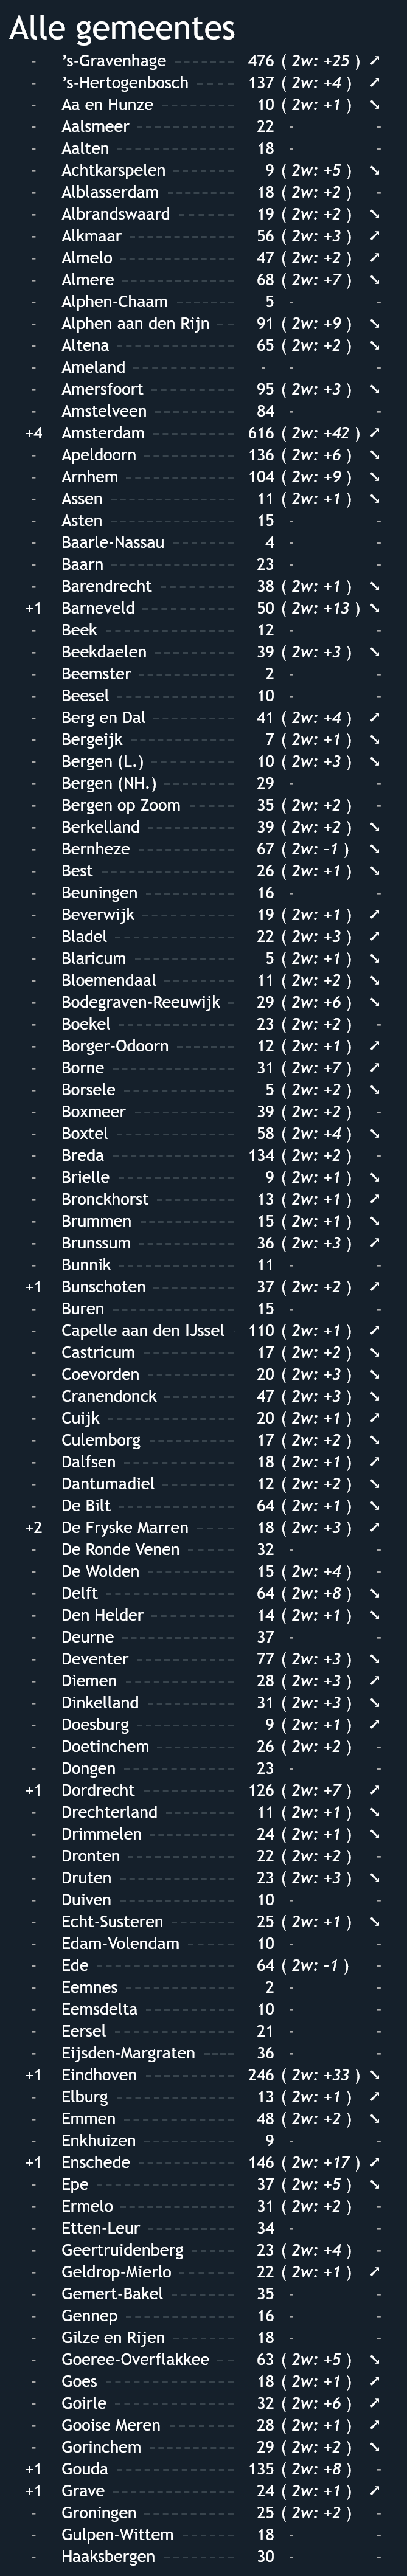 Alle gemeentes
- 's-Gravenhage 476 ( 2w: +25 ) ➚
- 's-Hertogenbosch 137 ( 2w: +4 ) ➚
- Aa en Hunze 10 ( 2w: +1 ) ➘
- Aalsmeer 22 - -
- Aalten 18 - -
- Achtkarspelen 9 ( 2w: +5 ) ➘
- Alblasserdam 18 ( 2w: +2 ) -
- Albrandswaard 19 ( 2w: +2 ) ➘
- Alkmaar 56 ( 2w: +3 ) ➚
- Almelo 47 ( 2w: +2 ) ➚
- Almere 68 ( 2w: +7 ) ➘
- Alphen-Chaam 5 - -
- Alphen aan den Rijn 91 ( 2w: +9 ) ➘
- Altena 65 ( 2w: +2 ) ➘
- Ameland - - -
- Amersfoort 95 ( 2w: +3 ) ➘
- Amstelveen 84 - -
+4 Amsterdam 616 ( 2w: +42 ) ➚
- Apeldoorn 136 ( 2w: +6 ) ➘
- Arnhem 104 ( 2w: +9 ) ➘
- Assen 11 ( 2w: +1 ) ➘
- Asten 15 - -
- Baarle-Nassau 4 - -
- Baarn 23 - -
- Barendrecht 38 ( 2w: +1 ) ➘
+1 Barneveld 50 ( 2w: +13 ) ➘
- Beek 12 - -
- Beekdaelen 39 ( 2w: +3 ) ➘
- Beemster 2 - -
- Beesel 10 - -
- Berg en Dal 41 ( 2w: +4 ) ➚
- Bergeijk 7 ( 2w: +1 ) ➘
- Bergen (L.) 10 ( 2w: +3 ) ➘
- Bergen (NH.) 29 - -
- Bergen op Zoom 35 ( 2w: +2 ) -
- Berkelland 39 ( 2w: +2 ) ➘
- Bernheze 67 ( 2w: -1 ) ➘
- Best 26 ( 2w: +1 ) ➘
- Beuningen 16 - -
- Beverwijk 19 ( 2w: +1 ) ➚
- Bladel 22 ( 2w: +3 ) ➚
- Blaricum 5 ( 2w: +1 ) ➘
- Bloemendaal 11 ( 2w: +2 ) ➘
- Bodegraven-Reeuwijk 29 ( 2w: +6 ) ➘
- Boekel 23 ( 2w: +2 ) -
- Borger-Odoorn 12 ( 2w: +1 ) ➚
- Borne 31 ( 2w: +7 ) ➚
- Borsele 5 ( 2w: +2 ) ➘
- Boxmeer 39 ( 2w: +2 ) -
- Boxtel 58 ( 2w: +4 ) ➘
- Breda 134 ( 2w: +2 ) -
- Brielle 9 ( 2w: +1 ) ➘
- Bronckhorst 13 ( 2w: +1 ) ➚
- Brummen 15 ( 2w: +1 ) ➘
- Brunssum 36 ( 2w: +3 ) ➚
- Bunnik 11 - -
+1 Bunschoten 37 ( 2w: +2 ) ➚
- Buren 15 - -
- Capelle aan den IJssel 110 ( 2w: +1 ) ➚
- Castricum 17 ( 2w: +2 ) ➘
- Coevorden 20 ( 2w: +3 ) ➘
- Cranendonck 47 ( 2w: +3 ) ➘
- Cuijk 20 ( 2w: +1 ) ➚
- Culemborg 17 ( 2w: +2 ) ➘
- Dalfsen 18 ( 2w: +1 ) ➚
- Dantumadiel 12 ( 2w: +2 ) ➘
- De Bilt 64 ( 2w: +1 ) ➘
+2 De Fryske Marren 18 ( 2w: +3 ) ➚
- De Ronde Venen 32 - -
- De Wolden 15 ( 2w: +4 ) -
- Delft 64 ( 2w: +8 ) ➘
- Den Helder 14 ( 2w: +1 ) ➘
- Deurne 37 - -
- Deventer 77 ( 2w: +3 ) ➘
- Diemen 28 ( 2w: +3 ) ➚
- Dinkelland 31 ( 2w: +3 ) ➘
- Doesburg 9 ( 2w: +1 ) ➚
- Doetinchem 26 ( 2w: +2 ) -
- Dongen 23 - -
+1 Dordrecht 126 ( 2w: +7 ) ➚
- Drechterland 11 ( 2w: +1 ) ➘
- Drimmelen 24 ( 2w: +1 ) ➘
- Dronten 22 ( 2w: +2 ) -
- Druten 23 ( 2w: +3 ) ➘
- Duiven 10 - -
- Echt-Susteren 25 ( 2w: +1 ) ➘
- Edam-Volendam 10 - -
- Ede 64 ( 2w: -1 ) -
- Eemnes 2 - -
- Eemsdelta 10 - -
- Eersel 21 - -
- Eijsden-Margraten 36 - -
+1 Eindhoven 246 ( 2w: +33 ) ➘
- Elburg 13 ( 2w: +1 ) ➚
- Emmen 48 ( 2w: +2 ) ➘
- Enkhuizen 9 - -
+1 Enschede 146 ( 2w: +17 ) ➚
- Epe 37 ( 2w: +5 ) ➘
- Ermelo 31 ( 2w: +2 ) -
- Etten-Leur 34 - -
- Geertruidenberg 23 ( 2w: +4 ) -
- Geldrop-Mierlo 22 ( 2w: +1 ) ➚
- Gemert-Bakel 35 - -
- Gennep 16 - -
- Gilze en Rijen 18 - -
- Goeree-Overflakkee 63 ( 2w: +5 ) ➘
- Goes 18 ( 2w: +1 ) ➚
- Goirle 32 ( 2w: +6 ) ➚
- Gooise Meren 28 ( 2w: +1 ) ➚
- Gorinchem 29 ( 2w: +2 ) ➘
+1 Gouda 135 ( 2w: +8 ) -
+1 Grave 24 ( 2w: +1 ) ➚
- Groningen 25 ( 2w: +2 ) -
- Gulpen-Wittem 18 - -
- Haaksbergen 30 - -